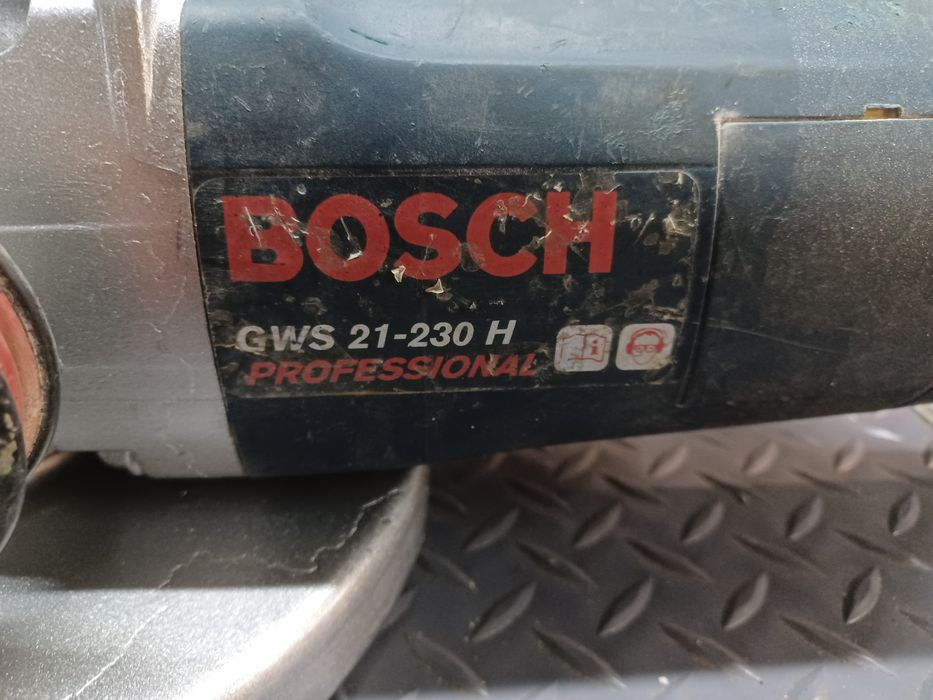 BOSCH
GWS 21-230 H
PROFESSIONAL